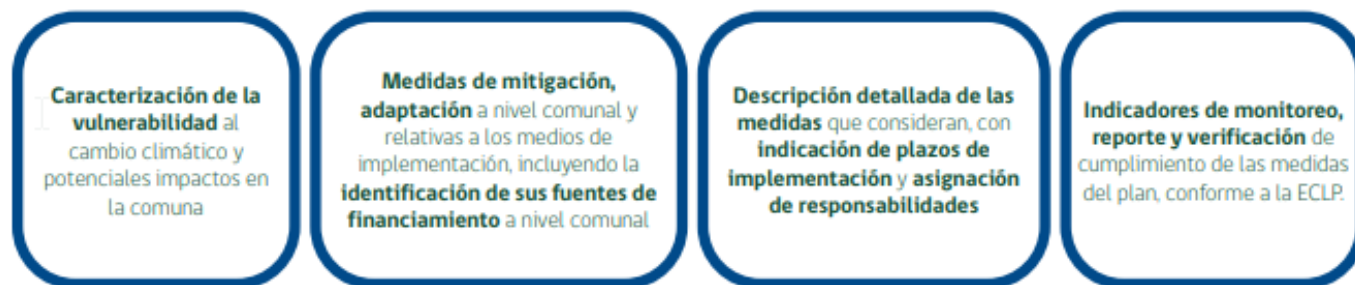 Caracterización de la
vulnerabilidad al
cambio climático y
potenciales impactos en
la comuna
Medidas de mitigación,
adaptación a nivel comunal y
relativas a los medios de
implementación, incluyendo la
identificación de sus fuentes de
financiamiento a nivel comunal
Descripción detallada de las
medidas que consideran, con
indicación de plazos de
implementación y asignación
de responsabilidades
Indicadores de monitoreo,
reporte y verificación de
cumplimiento de las medidas
del plan, conforme a la ECLP.